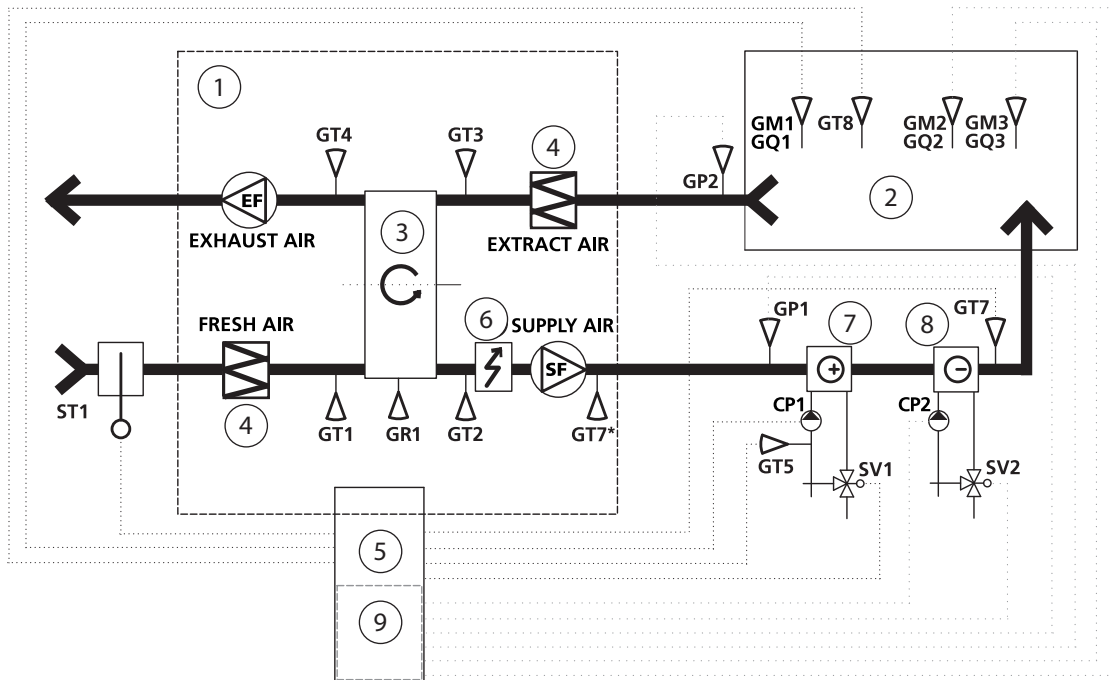 1
GT4
GT3
4
GP2
GM1
GQ1
GT8
GM2
GQ2
GM3
GQ3
2
EF
EXHAUST AIR
3
EXTRACT AIR
FRESH AIR
6
SUPPLY AIR
GP1
7
8
GT7
SF
+
−
ST1
4
GT1
GR1
GT2
GT7*
CP1
CP2
GT5
SV1
SV2
5
9